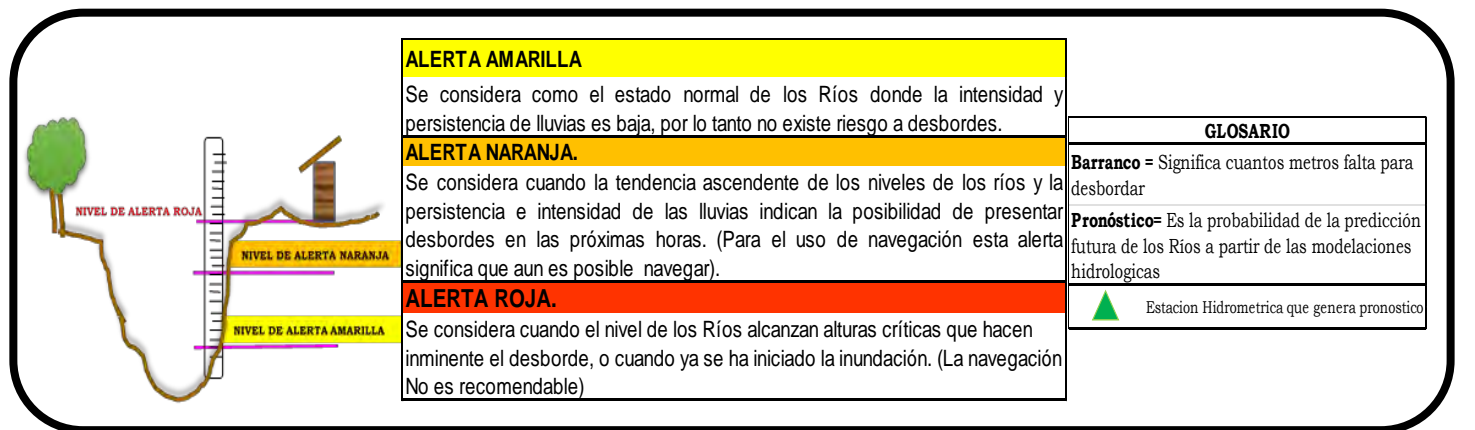 NIVEL DE ALERTA ROJA
NIVEL DE ALERTA NARANJA
NIVEL DE ALERTA AMARILLA
ALERTA AMARILLA
Se considera como el estado normal de los Ríos donde la intensidad y
persistencia de lluvias es baja, por lo tanto no existe riesgo a desbordes.
ALERTA NARANJA.
Se considera cuando la tendencia ascendente de los niveles de los ríos y la
persistencia e intensidad de las lluvias indican la posibilidad de presentar
desbordes en las próximas horas. (Para el uso de navegación esta alerta
significa que aun es posible navegar).
ALERTA ROJA.
Se considera cuando el nivel de los Ríos alcanzan alturas críticas que hacen
inminente el desborde, o cuando ya se ha iniciado la inundación. (La navegación
No es recomendable)
GLOSARIO
Barranco = Significa cuantos metros falta para
desbordar
Pronóstico= Es la probabilidad de la predicción
futura de los Ríos a partir de las modelaciones
hidrologicas
Estacion Hidrometrica que genera pronostico